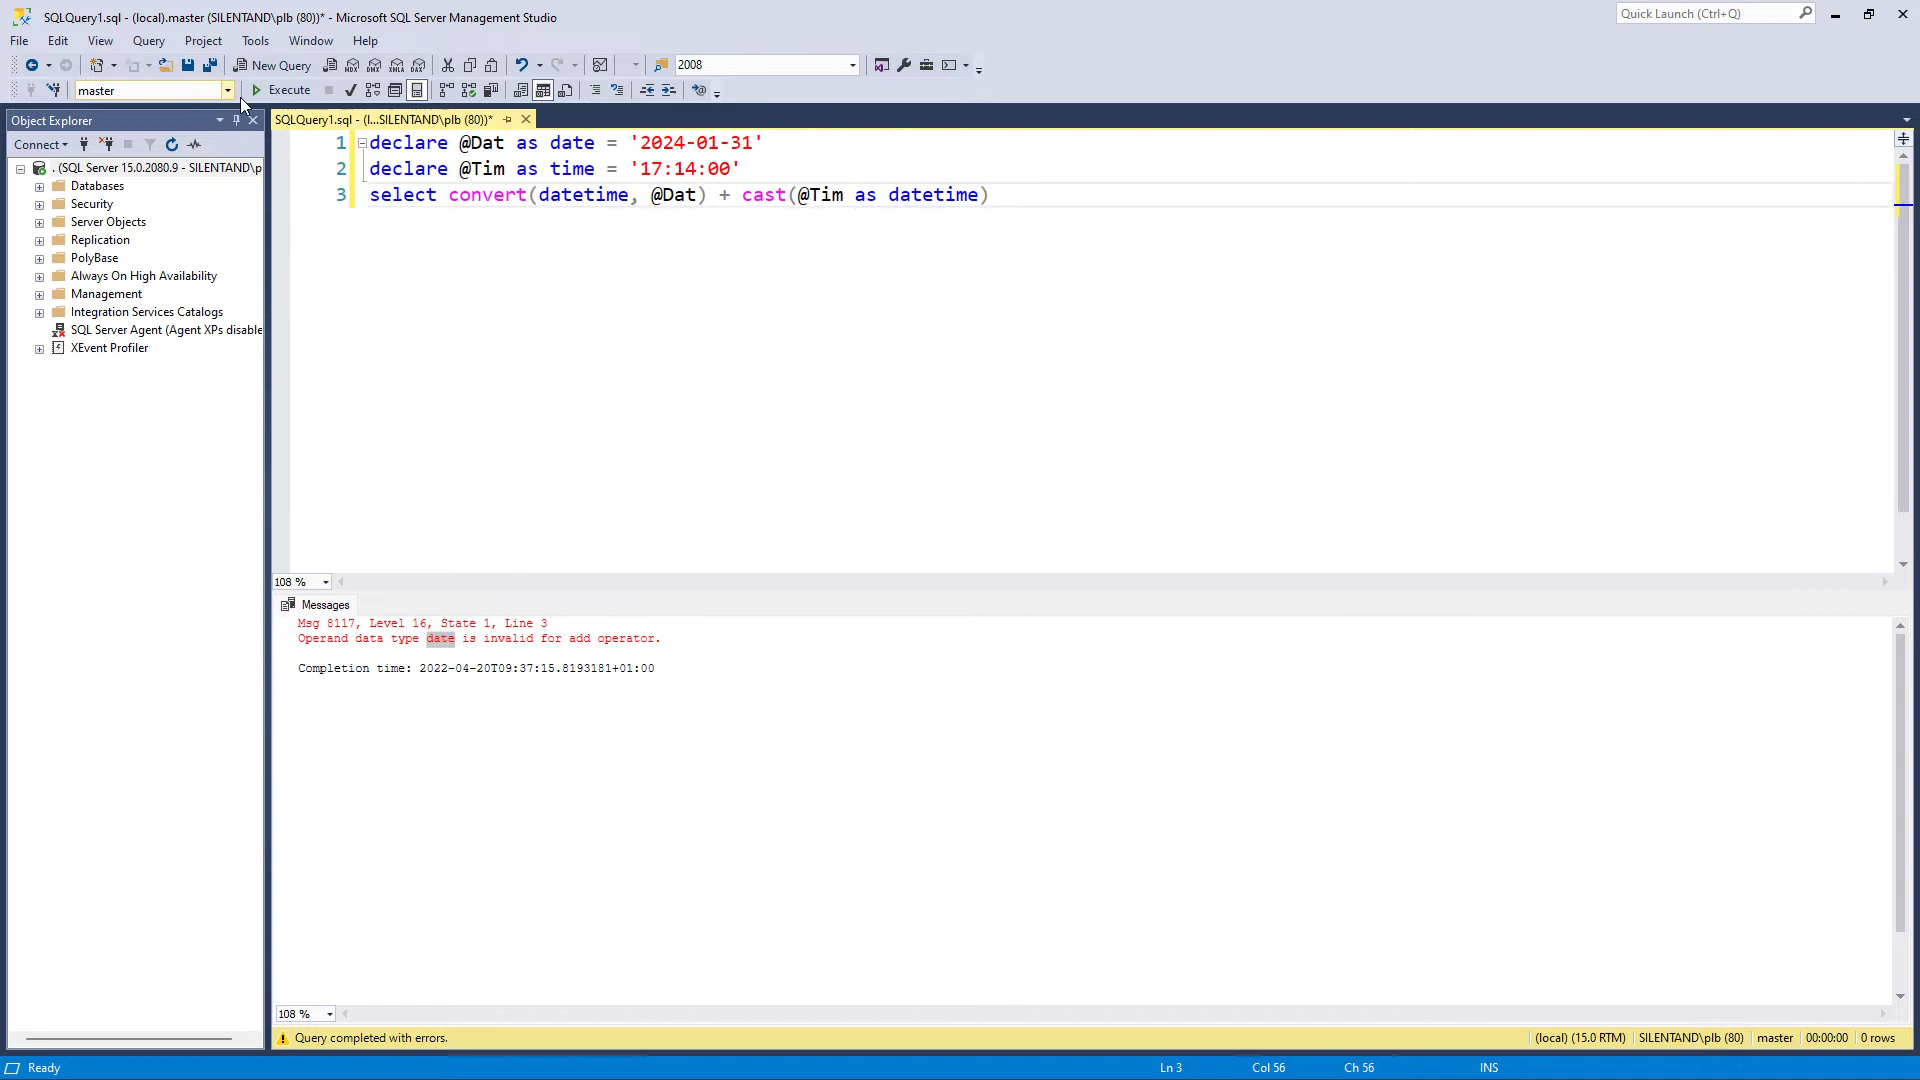 SQLQuery1.sql - (local).master (SILENTAND\plb (80))* - Microsoft SQL Server Management Studio
Quick Launch (Ctrl+Q)
File Edit View Query Project Tools Window Help
New Query
MDX DMX XMLA DAX
2008
master
Execute
Object Explorer
SQLQuery1.sql - (l...SILENTAND\plb (80))*
Connect
. (SQL Server 15.0.2080.9 - SILENTAND\p
Databases
Security
Server Objects
Replication
PolyBase
Always On High Availability
Management
Integration Services Catalogs
SQL Server Agent (Agent XPs disable
XEvent Profiler
1 declare @Dat as date = '2024-01-31'
2 declare @Tim as time = '17:14:00'
3 select convert(datetime, @Dat) + cast(@Tim as datetime)
108 %
Messages
Msg 8117, Level 16, State 1, Line 3
Operand data type date is invalid for add operator.
Completion time: 2022-04-20T09:37:15.8193181+01:00
108 %
Query completed with errors.
(local) (15.0 RTM) SILENTAND\plb (80) master 00:00:00 0 rows
Ready
Ln 3 Col 56 Ch 56 INS